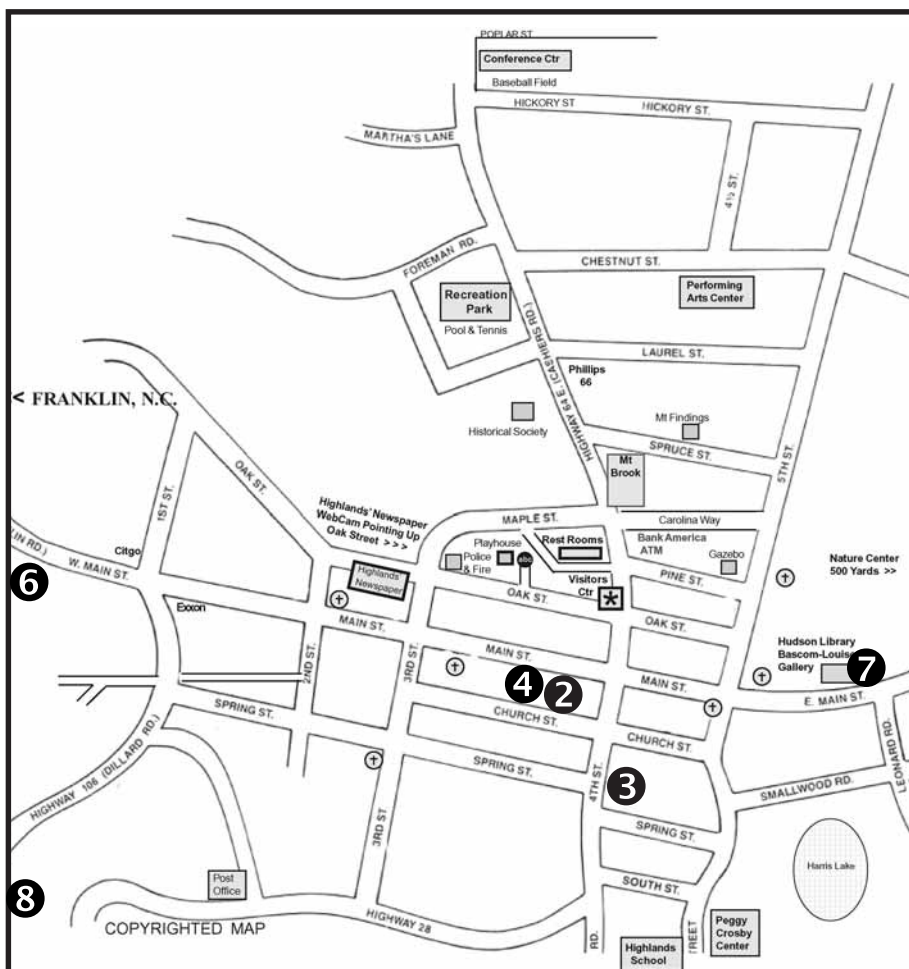 POPLAR ST
Conference Ctr
Baseball Field
HICKORY ST
HICKORY ST.
MARTHA'S LANE
4½ ST.
FOREMAN RD.
CHESTNUT ST.
Recreation
Park
Pool & Tennis
Performing
Arts Center
HIGHWAY 64 E. (CAEHIERS RD.)
LAUREL ST.
Phillips
66
< FRANKLIN, N.C.
Historical Society
Mt Findings
SPRUCE ST.
5TH ST.
Mt
Brook
OAK ST.
1ST ST.
Highlands' Newspaper
WebCam Pointing Up
Oak Street > > >
MAPLE ST.
Carolina Way
Rest Rooms
Bank America
ATM
Gazebo
Playhouse
Police
& Fire
abc
Nature Center
500 Yards >>
LIN RD.)
W. MAIN ST.
Citgo
6
Highlands'
Newspaper
Visitors
Ctr
*
PINE ST.
OAK ST.
OAK ST.
Exxon
MAIN ST.
MAIN ST.
MAIN ST.
Hudson Library
Bascom-Louise
Gallery
7
E. MAIN ST.
2ND ST.
3RD ST.
4
2
CHURCH ST.
CHURCH ST.
SPRING ST.
SPRING ST.
4TH ST.
3
SMALLWOOD RD.
LEONARD RD.
HIGHWAY 106 (DILLARD RD.)
3RD ST
SPRING ST.
Harris Lake
SOUTH ST.
Post
Office
8
COPYRIGHTED MAP
HIGHWAY 28
RD.
TREET
Peggy
Crosby
Center
Highlands
School